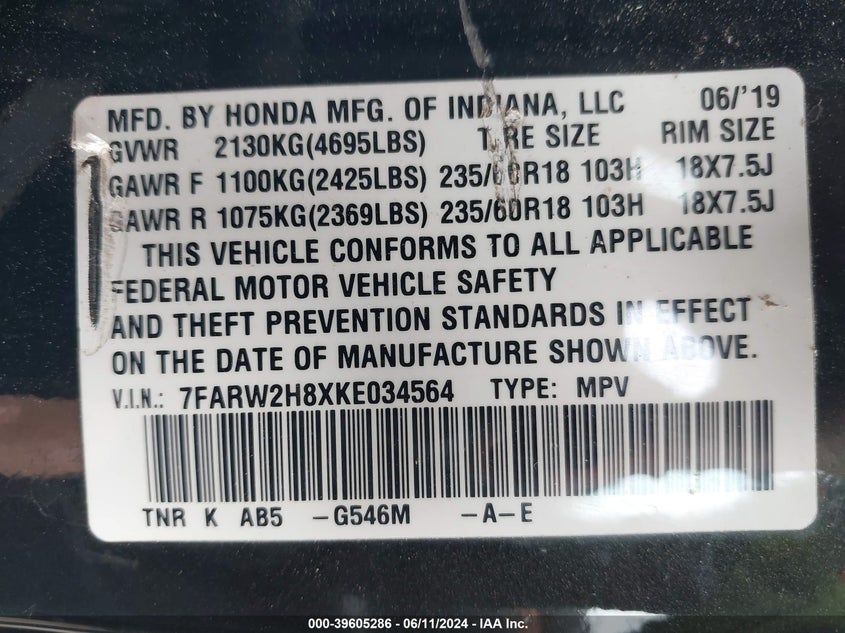 MFD. BY HONDA MFG. OF INDIANA, LLC 06/'19
GVWR 2130KG(4695LBS) TIRE SIZE RIM SIZE
GAWR F 1100KG(2425LBS) 235/60R18 103H 18X7.5J
GAWR R 1075KG(2369LBS) 235/60R18 103H 18X7.5J
THIS VEHICLE CONFORMS TO ALL APPLICABLE
FEDERAL MOTOR VEHICLE SAFETY
AND THEFT PREVENTION STANDARDS IN EFFECT
ON THE DATE OF MANUFACTURE SHOWN ABOVE.
V.I.N.: 7FARW2H8XKE034564 TYPE: MPV
TNR K AB5 -G546M -A-E
000-39605286 - 06/11/2024 - IAA Inc.